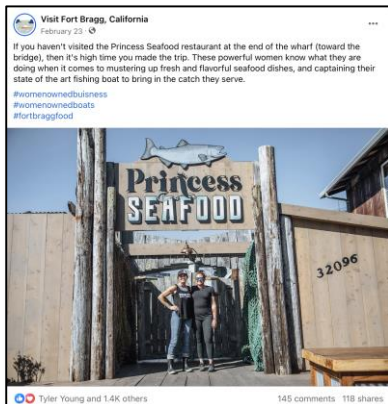 Visit Fort Bragg, California
February 23 ·
If you haven't visited the Princess Seafood restaurant at the end of the wharf (toward the
bridge), then it's high time you made the trip. These powerful women know what they are
doing when it comes to mustering up fresh and flavorful seafood dishes, and captaining their
state of the art fishing boat to bring in the catch they serve.
#womenownedbuisness
#womenownedboats
#fortbraggfood
Princess
SEAFOOD
32096
Tyler Young and 1.4K others 145 comments 118 shares